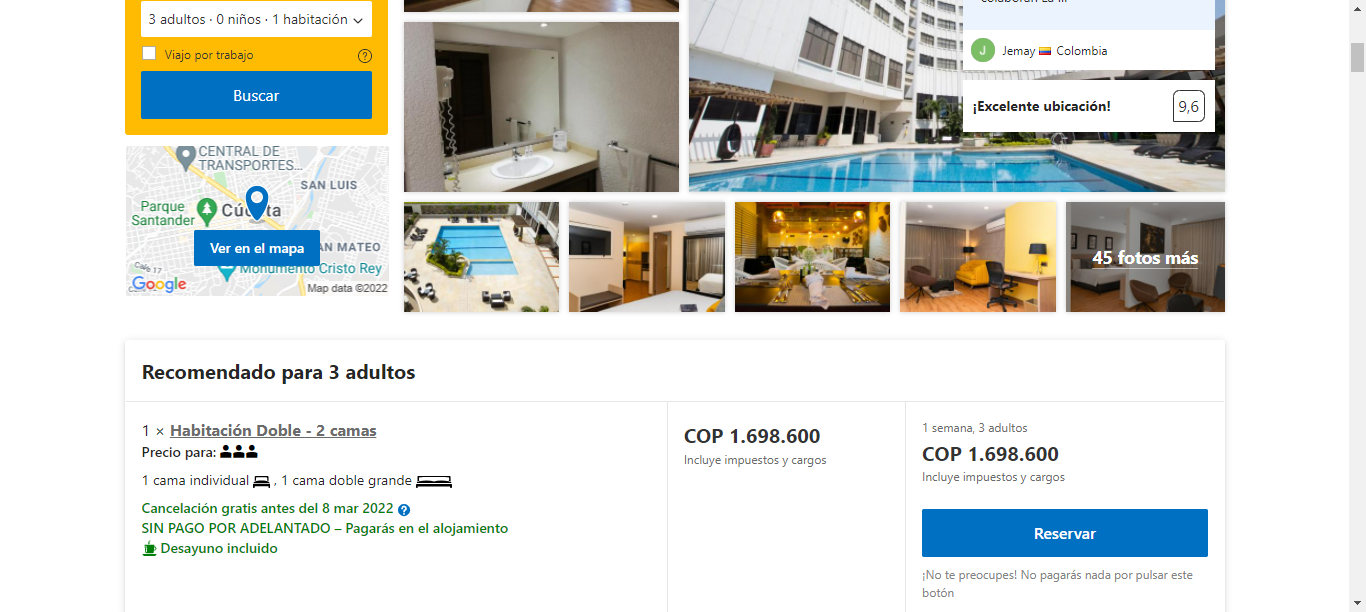 3 adultos · 0 niños · 1 habitación
Viajo por trabajo
?
Buscar
CENTRAL DE
TRANSPORTES...
SAN LUIS
Parque
Santander
Cúcuta
Ver en el mapa
AN MATEO
Calle 17
Monumento Cristo Rey
Google
Map data ©2022
J Jemay Colombia
¡Excelente ubicación! 9,6
45 fotos más
Recomendado para 3 adultos
1 × Habitación Doble - 2 camas
Precio para:
1 cama individual , 1 cama doble grande
Cancelación gratis antes del 8 mar 2022 ?
SIN PAGO POR ADELANTADO – Pagarás en el alojamiento
Desayuno incluido
COP 1.698.600
Incluye impuestos y cargos
1 semana, 3 adultos
COP 1.698.600
Incluye impuestos y cargos
Reservar
¡No te preocupes! No pagarás nada por pulsar este
botón